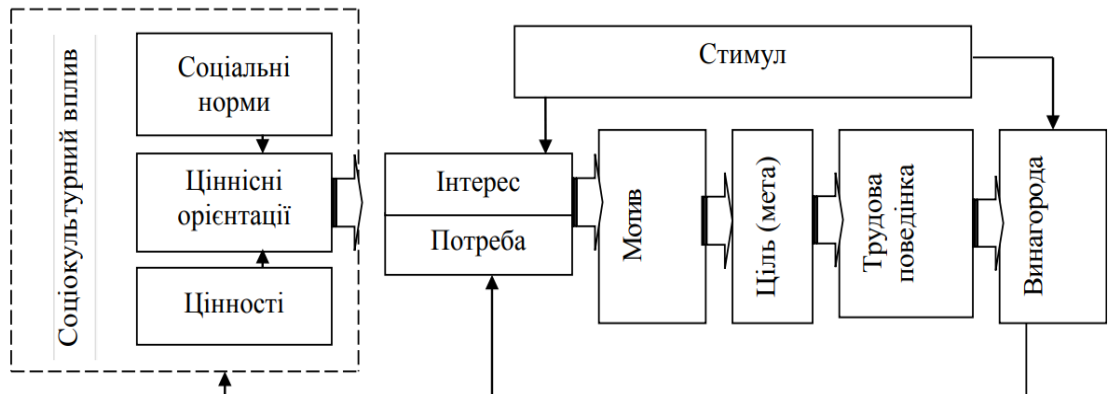 Соціокультурний вплив
Соціальні
норми
Ціннісні
орієнтації
Цінності
Стимул
Інтерес
Потреба
Мотив
Ціль (мета)
Трудова
поведінка
Винагорода